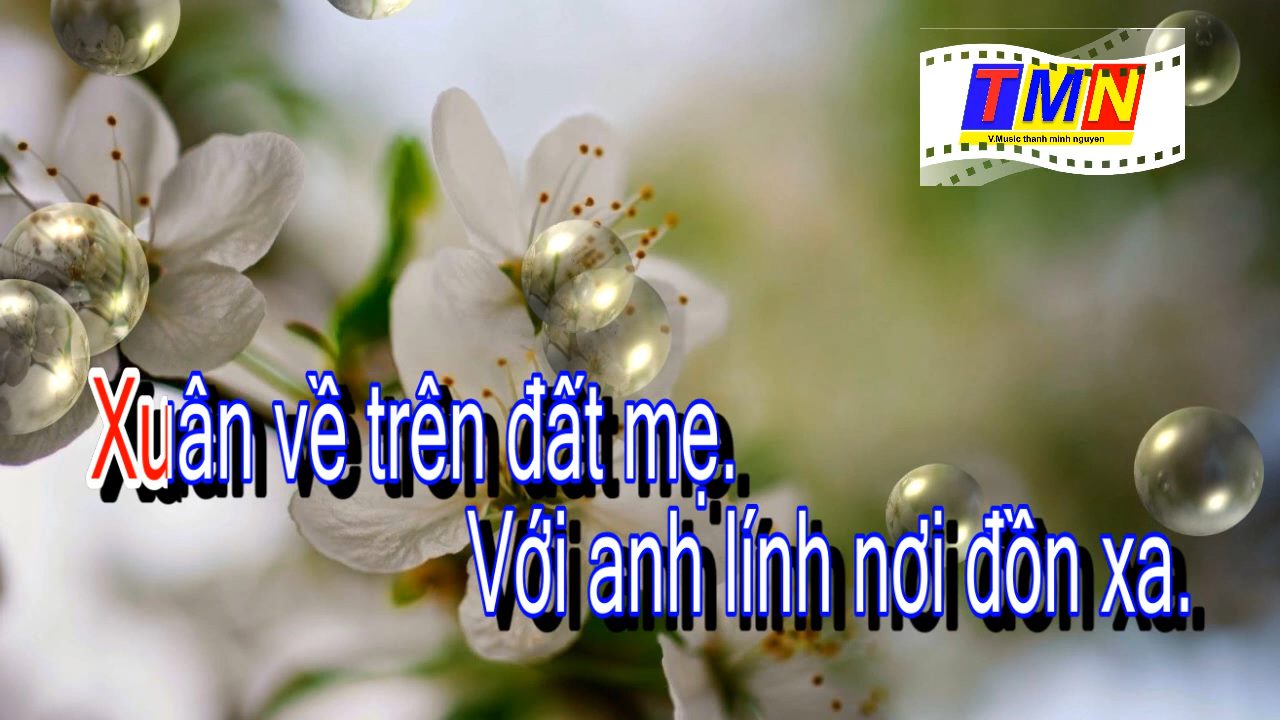 TMN
V.Music thanh minh nguyen
Xuân về trên đất mẹ.
Với anh lính nơi đồn xa.